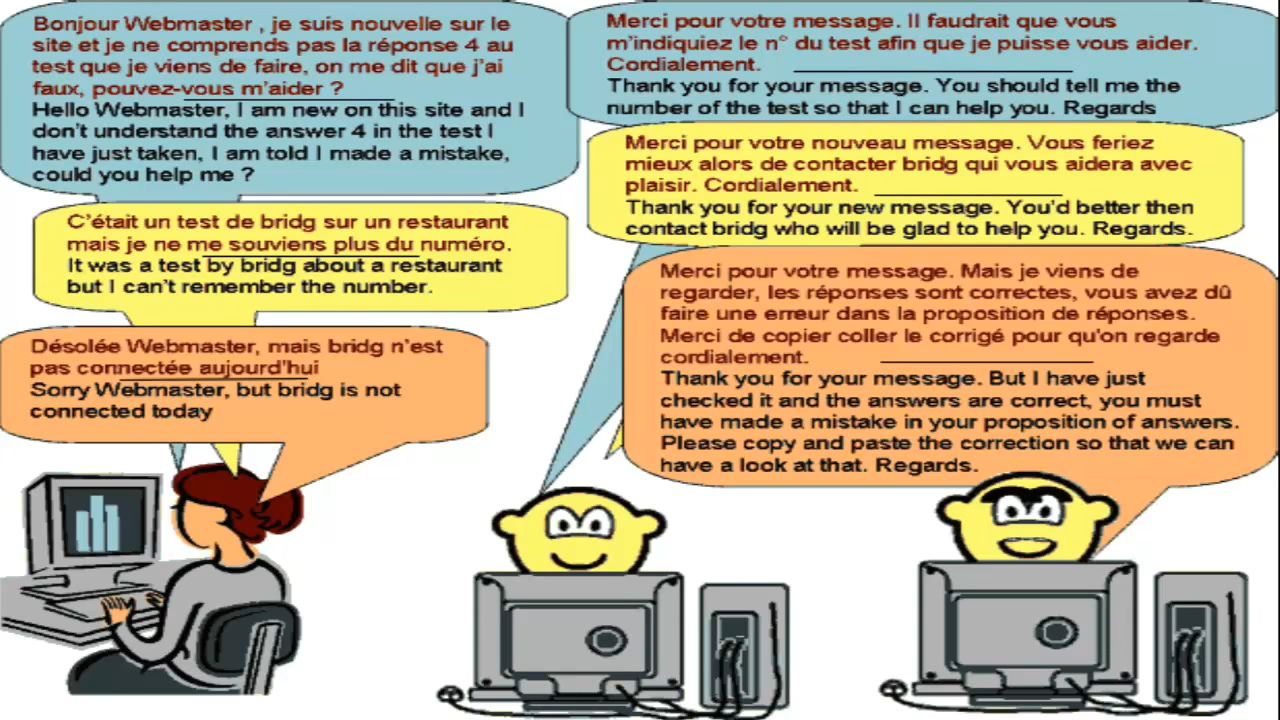 Bonjour Webmaster , je suis nouvelle sur le
site et je ne comprends pas la réponse 4 au
test que je viens de faire, on me dit que j'ai
faux, pouvez-vous m'aider ?
Hello Webmaster, I am new on this site and I
don't understand the answer 4 in the test I
have just taken, I am told I made a mistake,
could you help me ?
Merci pour votre message. Il faudrait que vous
m'indiquiez le n° du test afin que je puisse vous aider.
Cordialement.
Thank you for your message. You should tell me the
number of the test so that I can help you. Regards
C'était un test de bridg sur un restaurant
mais je ne me souviens plus du numéro.
It was a test by bridg about a restaurant
but I can't remember the number.
Merci pour votre nouveau message. Vous feriez
mieux alors de contacter bridg qui vous aidera avec
plaisir. Cordialement.
Thank you for your new message. You'd better then
contact bridg who will be glad to help you. Regards.
Désolée Webmaster, mais bridg n'est
pas connectée aujourd'hui
Sorry Webmaster, but bridg is not
connected today
Merci pour votre message. Mais je viens de
regarder, les réponses sont correctes, vous avez dû
faire une erreur dans la proposition de réponses.
Merci de copier coller le corrigé pour qu'on regarde
cordialement.
Thank you for your message. But I have just
checked it and the answers are correct, you must
have made a mistake in your proposition of answers.
Please copy and paste the correction so that we can
have a look at that. Regards.